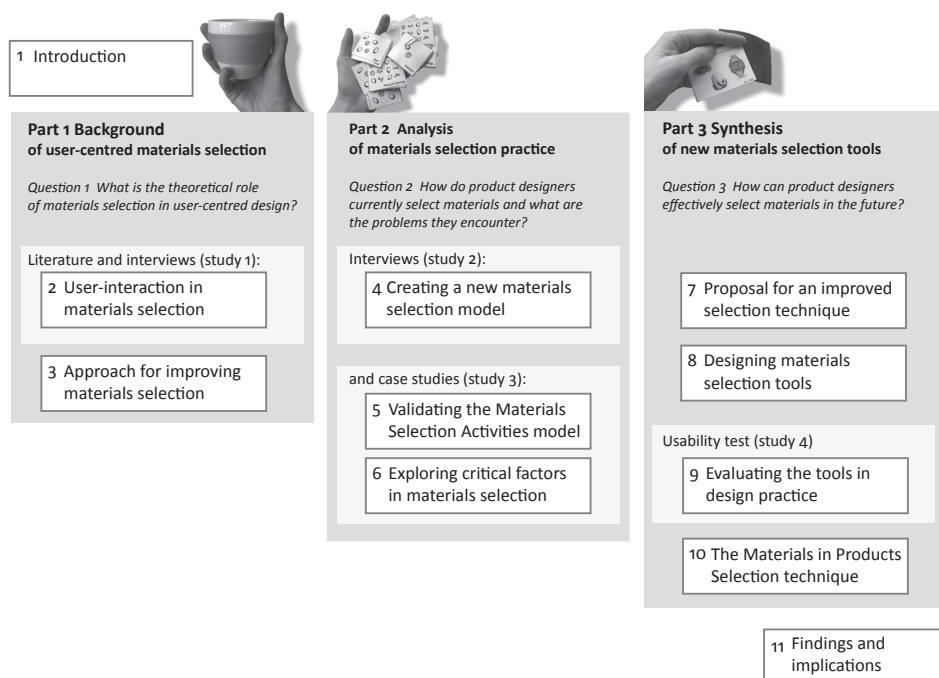 1 Introduction
Part 1 Background
of user-centred materials selection
Question 1 What is the theoretical role
of materials selection in user-centred design?
Literature and interviews (study 1):
2 User-interaction in
materials selection
3 Approach for improving
materials selection
Part 2 Analysis
of materials selection practice
Question 2 How do product designers
currently select materials and what are
the problems they encounter?
Interviews (study 2):
4 Creating a new materials
selection model
and case studies (study 3):
5 Validating the Materials
Selection Activities model
6 Exploring critical factors
in materials selection
Part 3 Synthesis
of new materials selection tools
Question 3 How can product designers
effectively select materials in the future?
7 Proposal for an improved
selection technique
8 Designing materials
selection tools
Usability test (study 4)
9 Evaluating the tools in
design practice
10 The Materials in Products
Selection technique
11 Findings and
implications